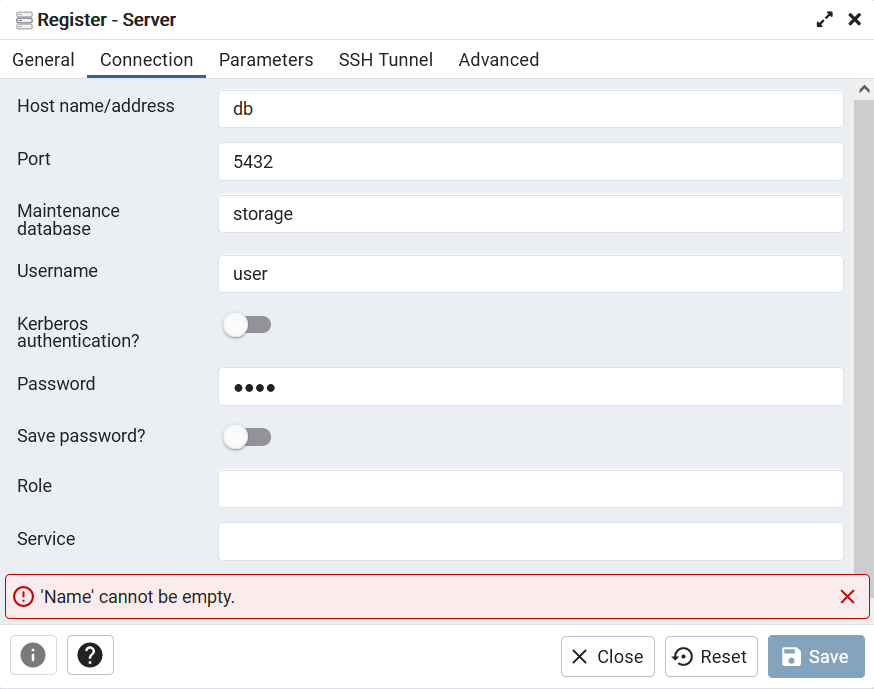 Register - Server
General Connection Parameters SSH Tunnel Advanced
Host name/address db
Port 5432
Maintenance
database storage
Username user
Kerberos
authentication?
Password ●●●●
Save password?
Role
Service
'Name' cannot be empty.
Close Reset Save